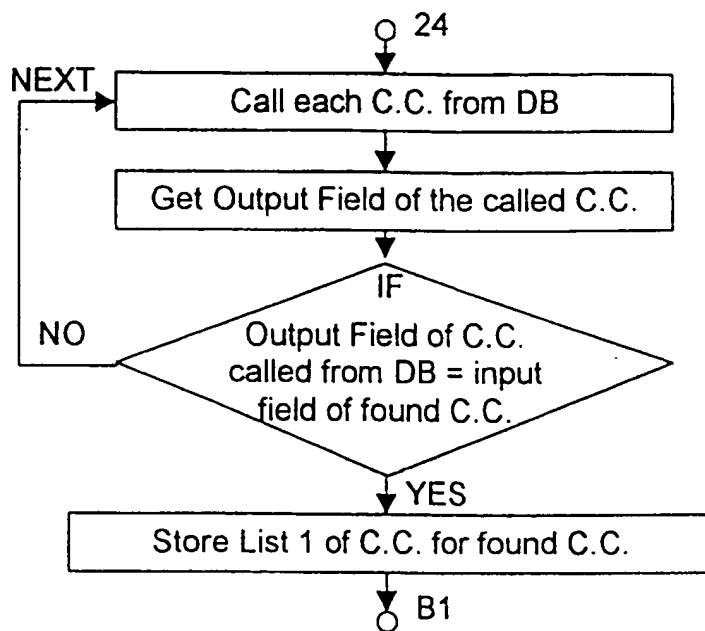 24
NEXT
Call each C.C. from DB
Get Output Field of the called C.C.
IF
NO
Output Field of C.C.
called from DB = input
field of found C.C.
YES
Store List 1 of C.C. for found C.C.
B1